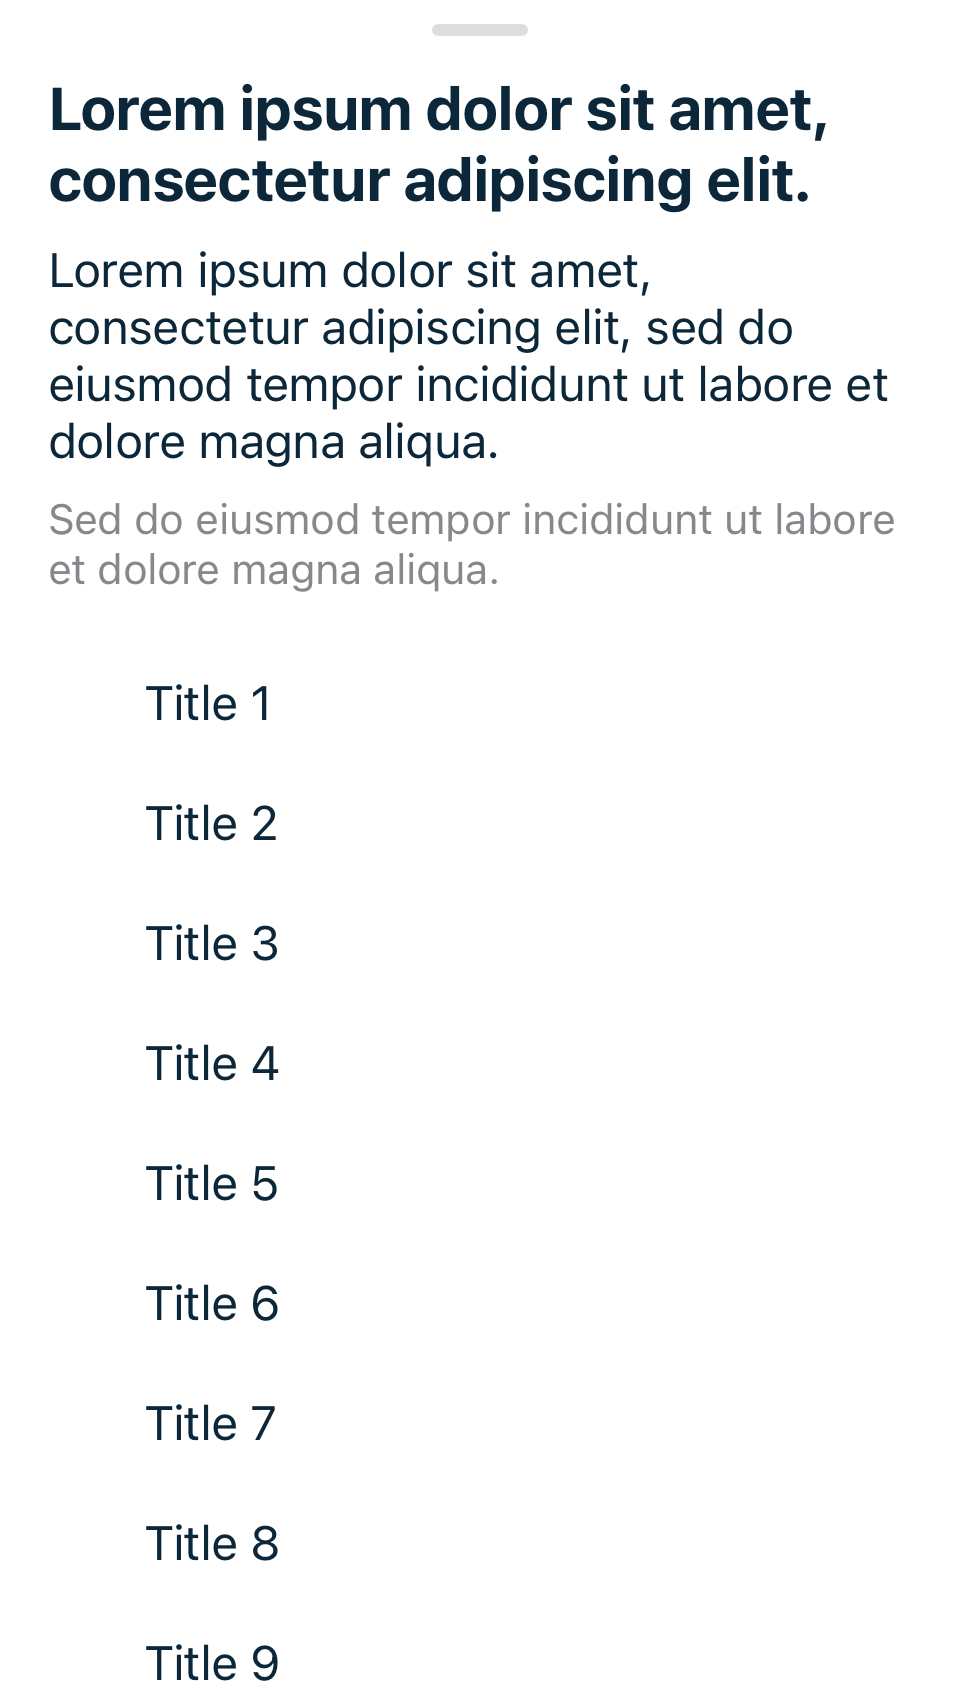 Lorem ipsum dolor sit amet,
consectetur adipiscing elit.
Lorem ipsum dolor sit amet,
consectetur adipiscing elit, sed do
eiusmod tempor incididunt ut labore et
dolore magna aliqua.
Sed do eiusmod tempor incididunt ut labore
et dolore magna aliqua.
Title 1
Title 2
Title 3
Title 4
Title 5
Title 6
Title 7
Title 8
Title 9